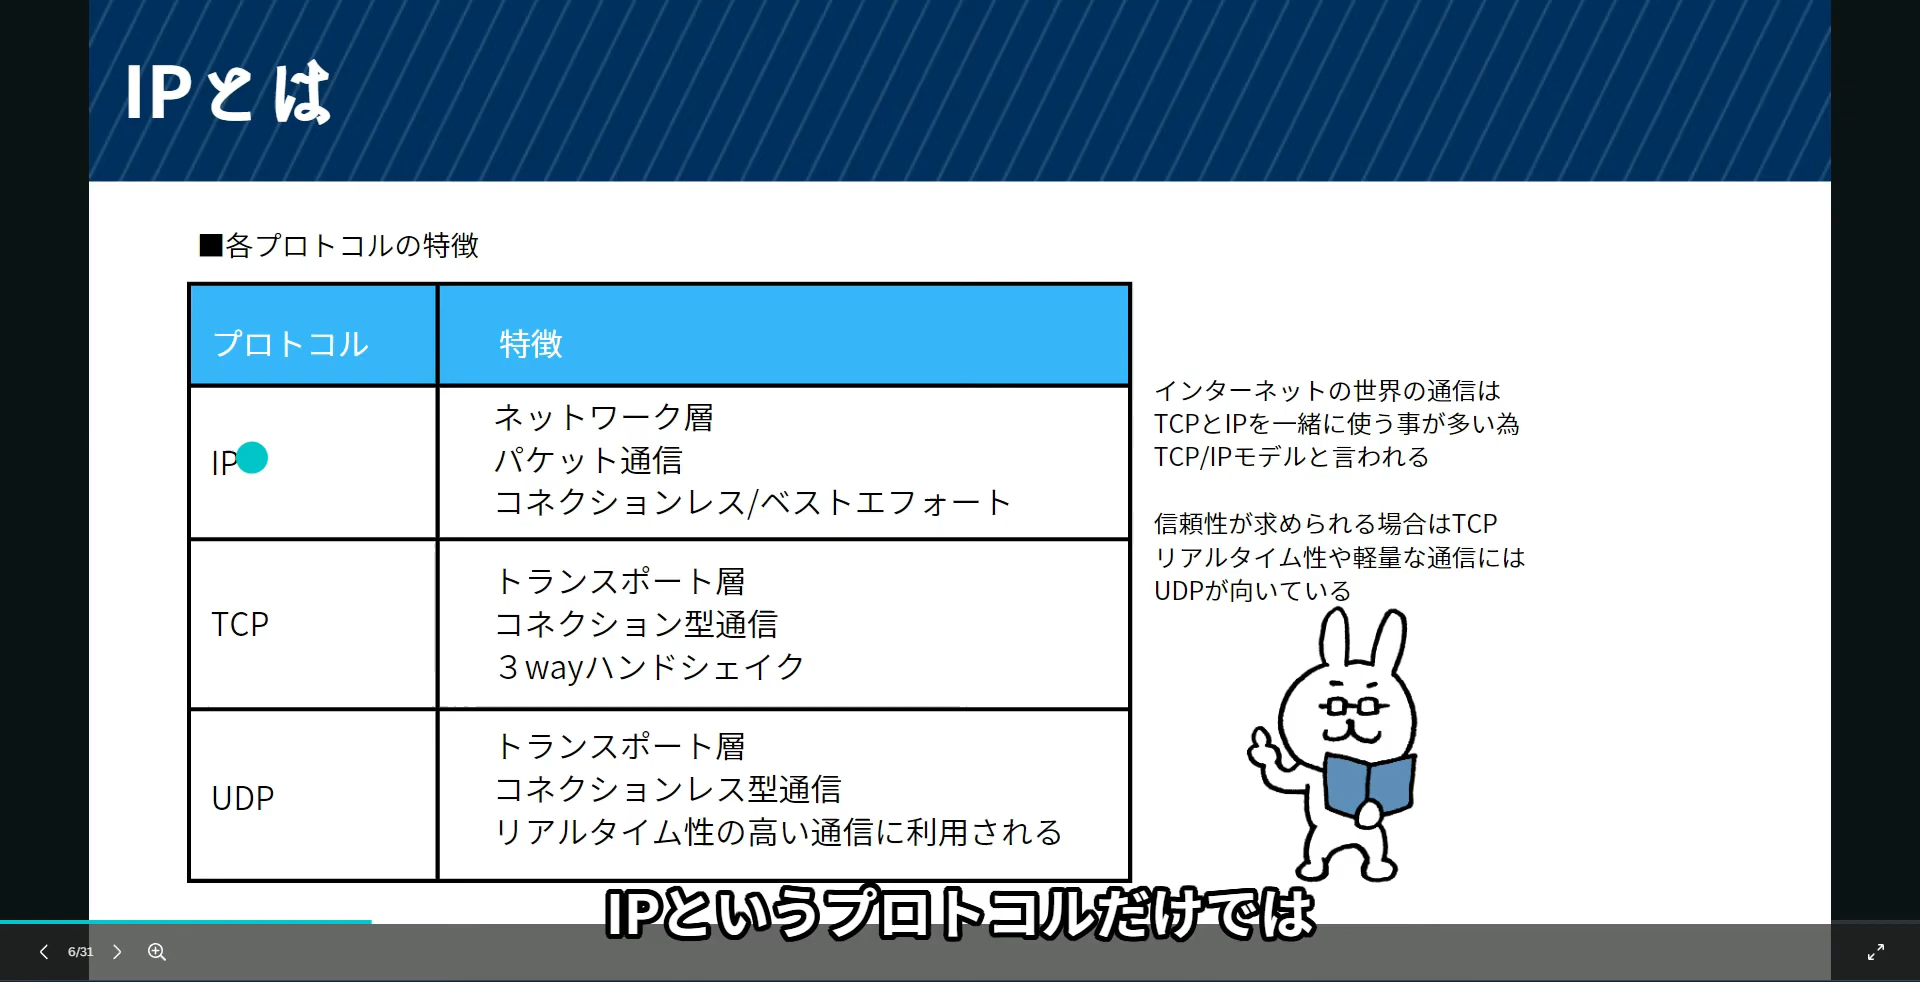 IPとは
■各プロトコルの特徴
プロトコル
特徴
IP
ネットワーク層
パケット通信
コネクションレス/ベストエフォート
TCP
トランスポート層
コネクション型通信
３wayハンドシェイク
UDP
トランスポート層
コネクションレス型通信
リアルタイム性の高い通信に利用される
インターネットの世界の通信は
TCPとIPを一緒に使う事が多い為
TCP/IPモデルと言われる
信頼性が求められる場合はTCP
リアルタイム性や軽量な通信には
UDPが向いている
IPというプロトコルだけでは
6/31